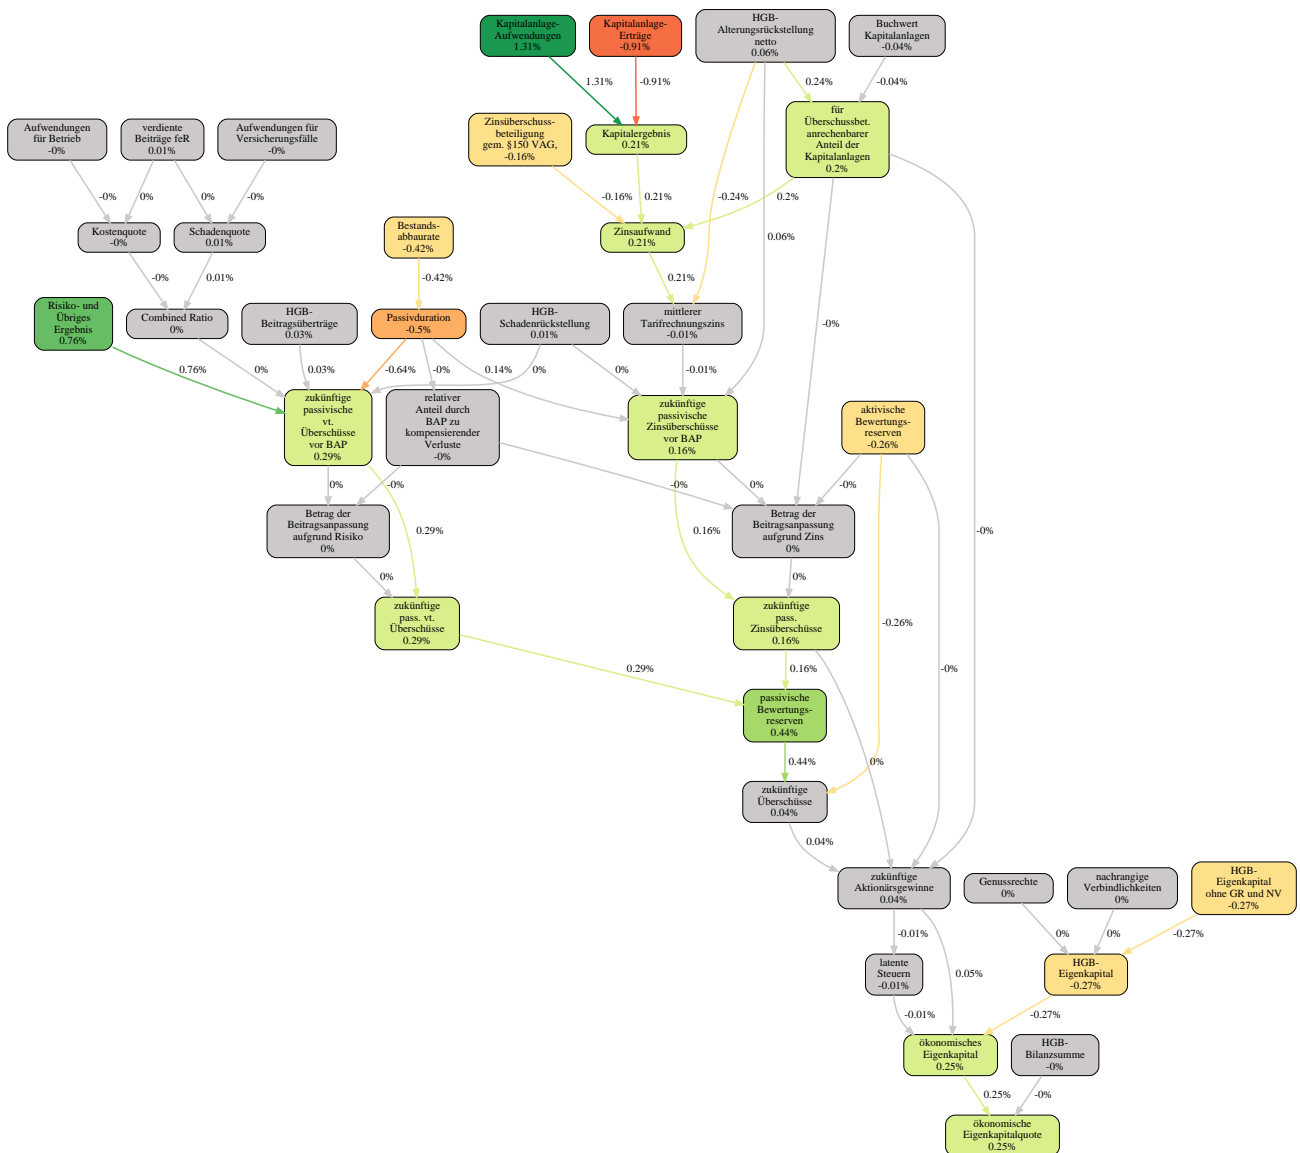 Kapitalanlage-
Aufwendungen
1.31%
Kapitalanlage-
Erträge
-0.91%
HGB-
Alterungsrückstellung
netto
0.06%
Buchwert
Kapitalanlagen
-0.04%
1.31%
-0.91%
0.24%
-0.04%
Aufwendungen
für Betrieb
-0%
verdiente
Beiträge feR
0.01%
Aufwendungen für
Versicherungsfälle
-0%
Zinsüberschuss-
beteiligung
gem. §150 VAG,
-0.16%
Kapitalergebnis
0.21%
für
Überschussbet.
anrechenbarer
Anteil der
Kapitalanlagen
0.2%
-0%
0%
0%
-0%
-0.16%
0.21%
-0.24%
0.2%
Kostenquote
-0%
Schadenquote
0.01%
Bestands-
abbaurate
-0.42%
Zinsaufwand
0.21%
0.06%
-0%
0.01%
-0.42%
0.21%
Risiko- und
Übriges
Ergebnis
0.76%
Combined Ratio
0%
HGB-
Beitragsüberträge
0.03%
Passivduration
-0.5%
HGB-
Schadenrückstellung
0.01%
mittlerer
Tarifrechnungszins
-0.01%
-0%
0.76%
0%
0.03%
-0.64%
-0%
0.14%
0%
0%
-0.01%
zukünftige
passivische
vt.
Überschüsse
vor BAP
0.29%
relativer
Anteil durch
BAP zu
kompensierender
Verluste
-0%
zukünftige
passivische
Zinsüberschüsse
vor BAP
0.16%
aktivische
Bewertungs-
reserven
-0.26%
0%
-0%
-0%
0%
-0%
Betrag der
Beitragsanpassung
aufgrund Risiko
0%
0.29%
0.16%
Betrag der
Beitragsanpassung
aufgrund Zins
0%
-0%
0%
0%
zukünftige
pass. vt.
Überschüsse
0.29%
zukünftige
pass.
Zinsüberschüsse
0.16%
-0.26%
0.29%
0.16%
-0%
passivische
Bewertungs-
reserven
0.44%
0.44%
0%
zukünftige
Überschüsse
0.04%
0.04%
zukünftige
Aktionärsgewinne
0.04%
Genussrechte
0%
nachrangige
Verbindlichkeiten
0%
HGB-
Eigenkapital
ohne GR und NV
-0.27%
-0.01%
0%
0%
-0.27%
latente
Steuern
-0.01%
0.05%
HGB-
Eigenkapital
-0.27%
-0.01%
-0.27%
ökonomisches
Eigenkapital
0.25%
HGB-
Bilanzsumme
-0%
0.25%
-0%
ökonomische
Eigenkapitalquote
0.25%